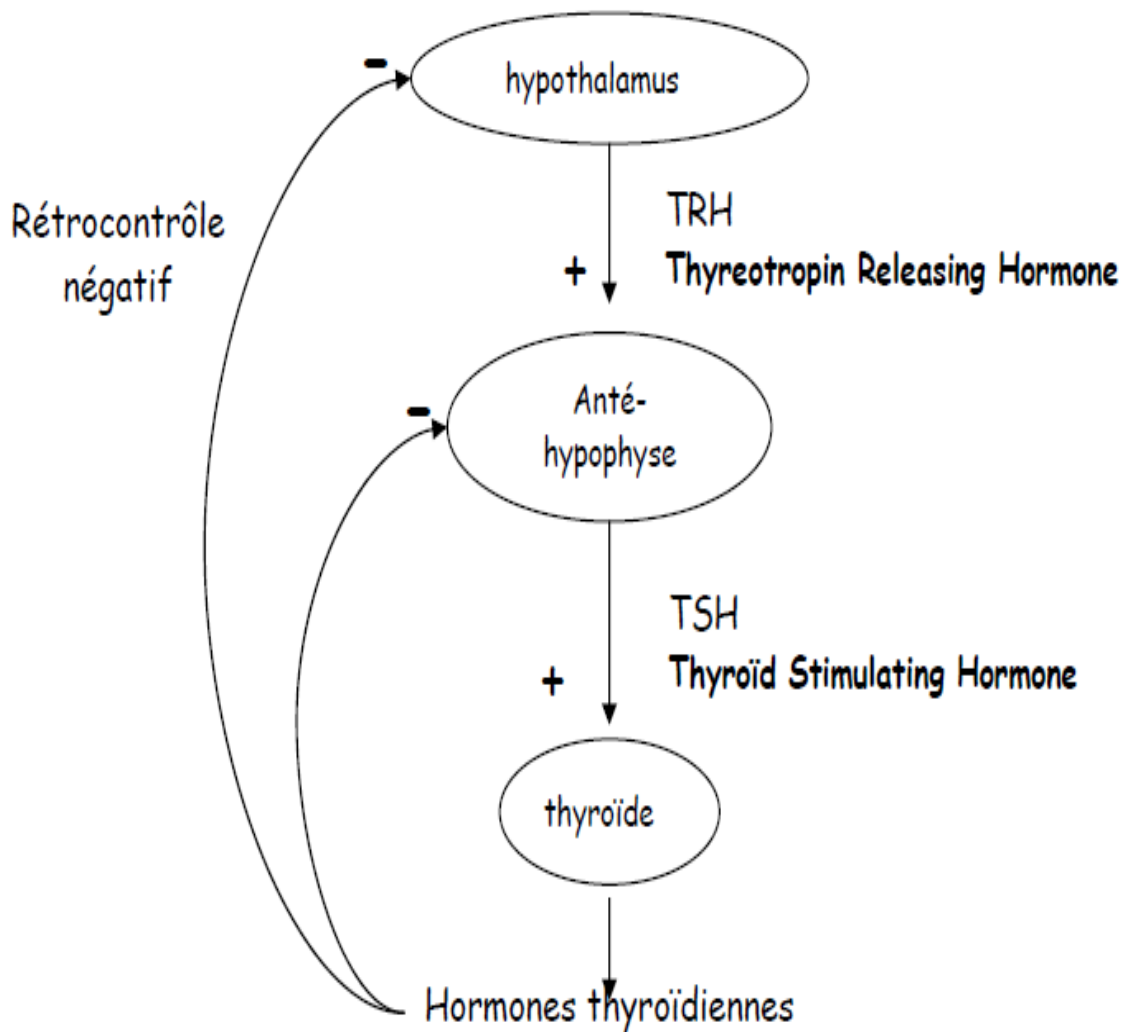 -
hypothalamus
Rétrocontrôle
négatif
TRH
+
Thyreotropin Releasing Hormone
-
Anté-
hypophyse
TSH
+
Thyroïd Stimulating Hormone
thyroïde
Hormones thyroïdiennes